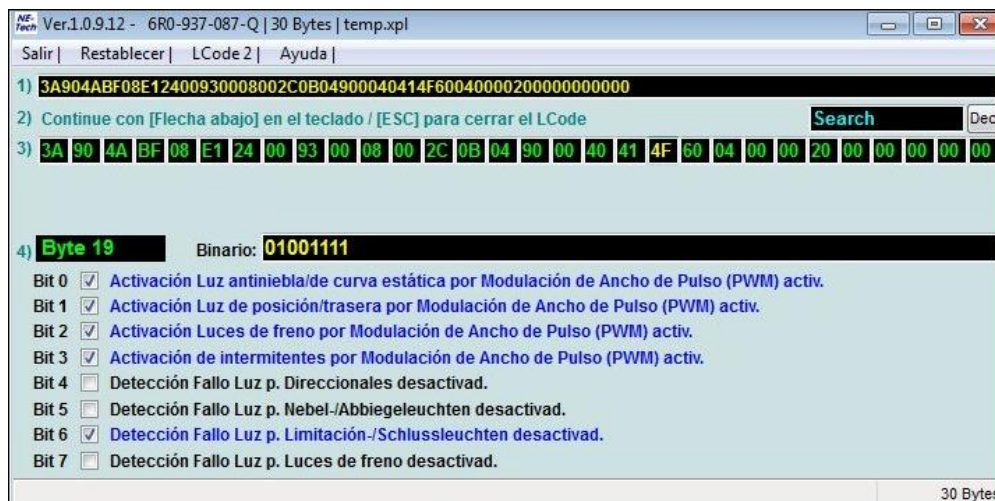 NE-Tech Ver.1.0.9.12 - 6R0-937-087-Q | 30 Bytes | temp.xpl
Salir | Restablecer | LCode 2 | Ayuda |
1) 3A904ABF08E12400930008002C0B04900040414F60040000200000000000
2) Continue con [Flecha abajo] en el teclado / [ESC] para cerrar el LCode Search Dec
3) 3A 90 4A BF 08 E1 24 00 93 00 08 00 2C 0B 04 90 00 40 41 4F 60 04 00 00 20 00 00 00 00 00
4) Byte 19 Binario: 01001111
Bit 0 Activación Luz antiniebla/de curva estática por Modulación de Ancho de Pulso (PWM) activ.
Bit 1 Activación Luz de posición/trasera por Modulación de Ancho de Pulso (PWM) activ.
Bit 2 Activación Luces de freno por Modulación de Ancho de Pulso (PWM) activ.
Bit 3 Activación de intermitentes por Modulación de Ancho de Pulso (PWM) activ.
Bit 4 Detección Fallo Luz p. Direccionales desactivad.
Bit 5 Detección Fallo Luz p. Nebel-/Abbiegeleuchten desactivad.
Bit 6 Detección Fallo Luz p. Limitación-/Schlussleuchten desactivad.
Bit 7 Detección Fallo Luz p. Luces de freno desactivad.
30 Bytes